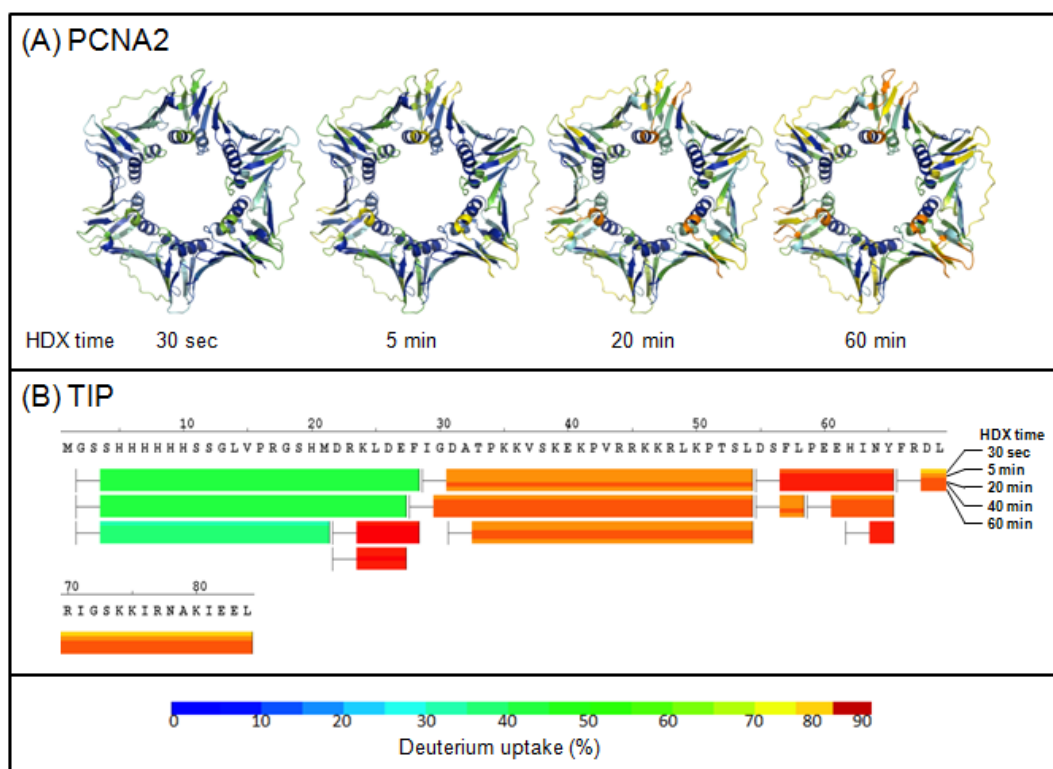 (A) PCNA2
HDX time 30 sec 5 min 20 min 60 min
(B) TIP
10 20 30 40 50 60
M G S S H H H H H H S S G L V P R G S H M D R K L D E F I G D A T P K K V S K E K P V R R K K R L K P T S L D S F L P E E H I N Y F R D L
HDX time
30 sec
5 min
20 min
40 min
60 min
70 80
R I G S K K I R N A K I E E L
0 10 20 30 40 50 60 70 80 90
Deuterium uptake (%)